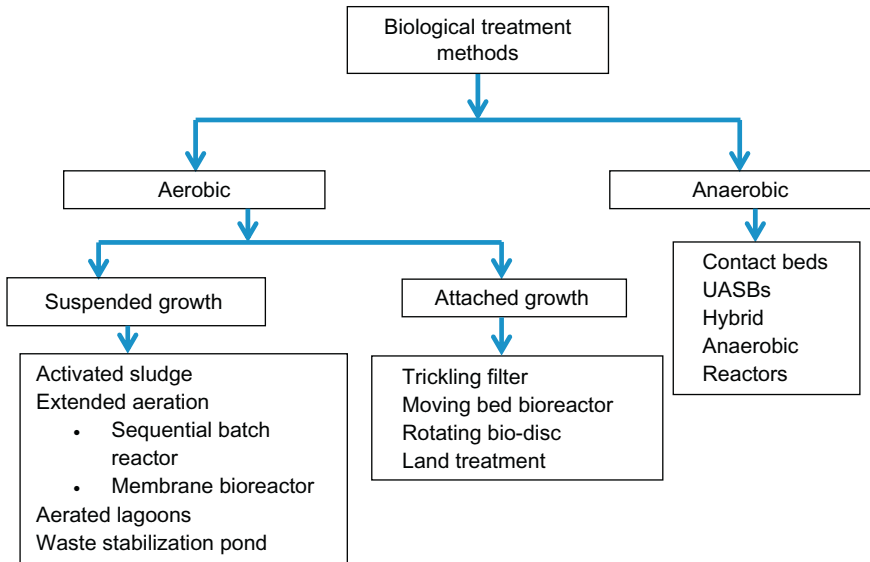 Biological treatment
methods
Aerobic
Anaerobic
Suspended growth
Attached growth
Contact beds
UASBs
Hybrid
Anaerobic
Reactors
Activated sludge
Extended aeration
• Sequential batch
reactor
• Membrane bioreactor
Aerated lagoons
Waste stabilization pond
Trickling filter
Moving bed bioreactor
Rotating bio-disc
Land treatment